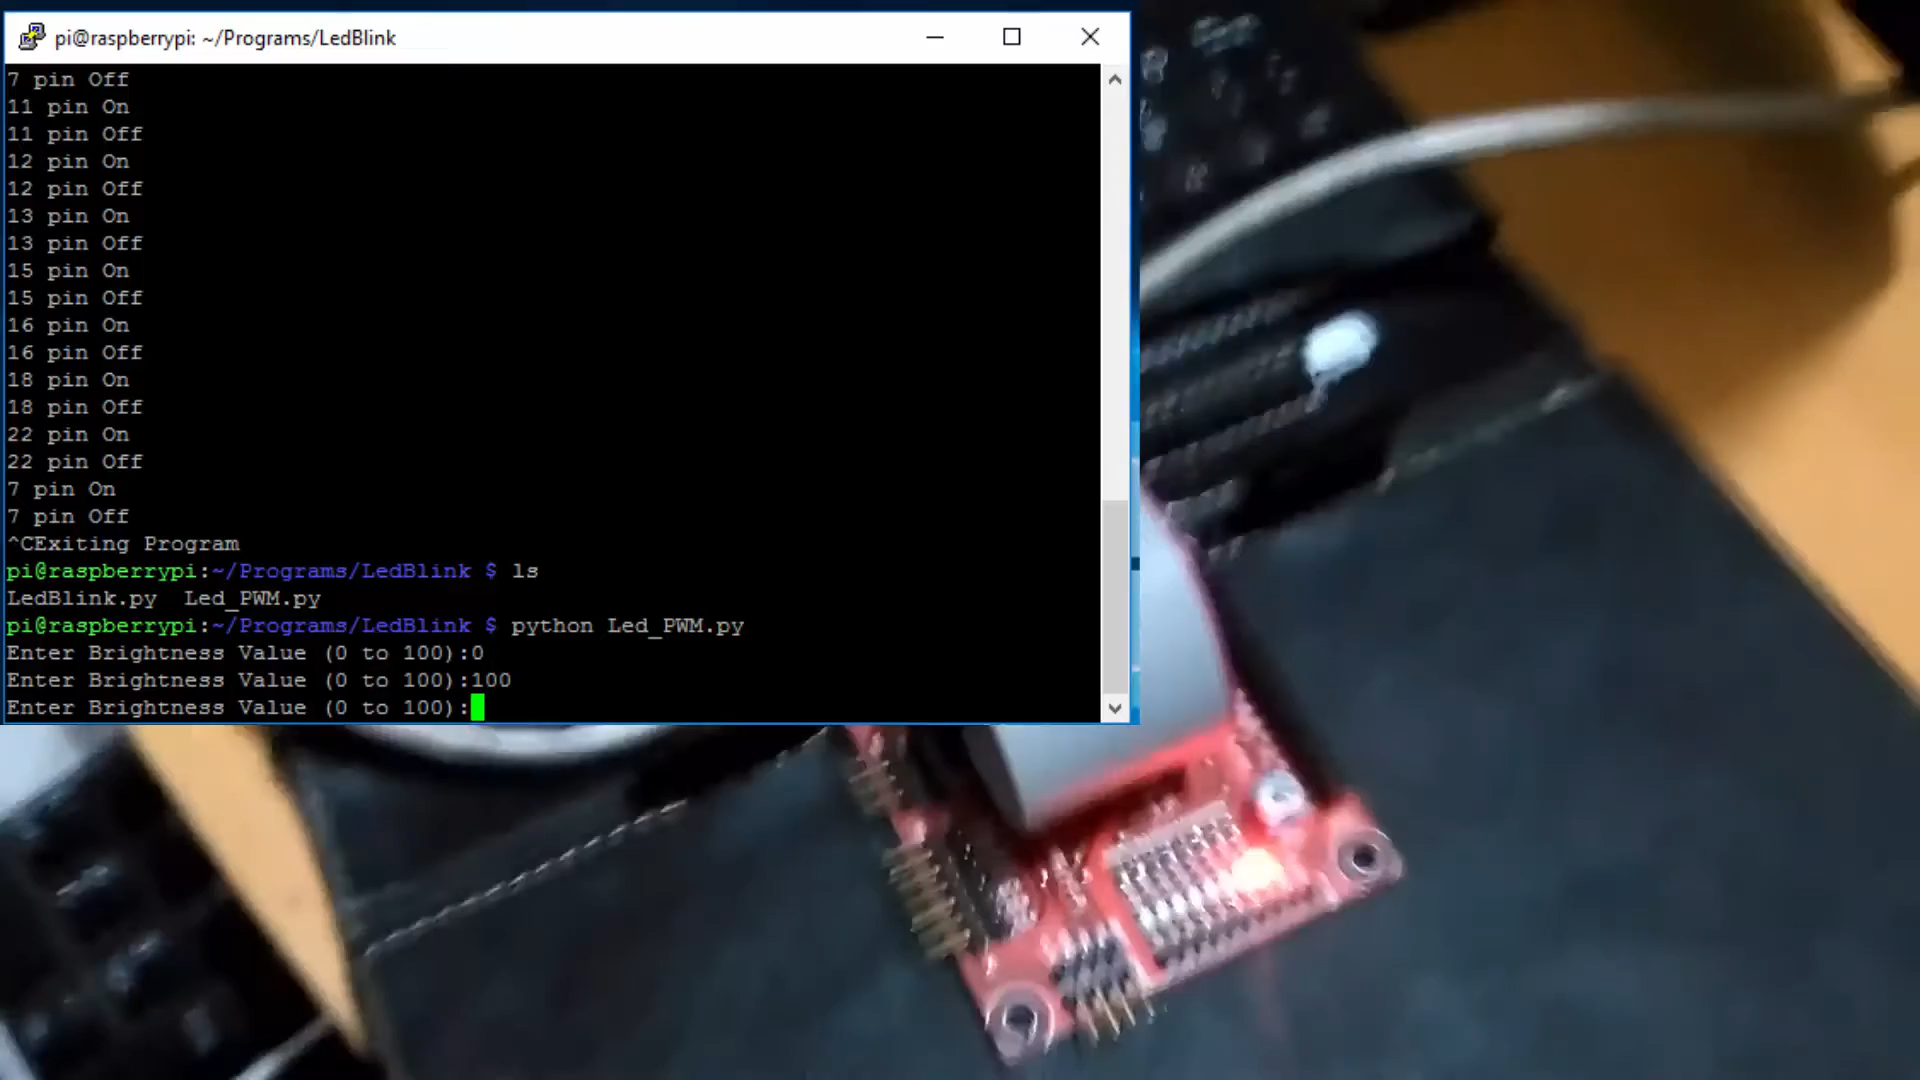 pi@raspberrypi: ~/Programs/LedBlink
7 pin Off
11 pin On
11 pin Off
12 pin On
12 pin Off
13 pin On
13 pin Off
15 pin On
15 pin Off
16 pin On
16 pin Off
18 pin On
18 pin Off
22 pin On
22 pin Off
7 pin On
7 pin Off
^CExiting Program
pi@raspberrypi:~/Programs/LedBlink $ ls
LedBlink.py  Led_PWM.py
pi@raspberrypi:~/Programs/LedBlink $ python Led_PWM.py
Enter Brightness Value (0 to 100):0
Enter Brightness Value (0 to 100):100
Enter Brightness Value (0 to 100):